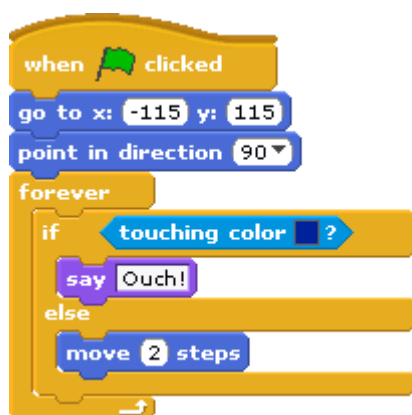 when clicked
go to x: -115 y: 115
point in direction 90
forever
if touching color ?
say Ouch!
else
move 2 steps